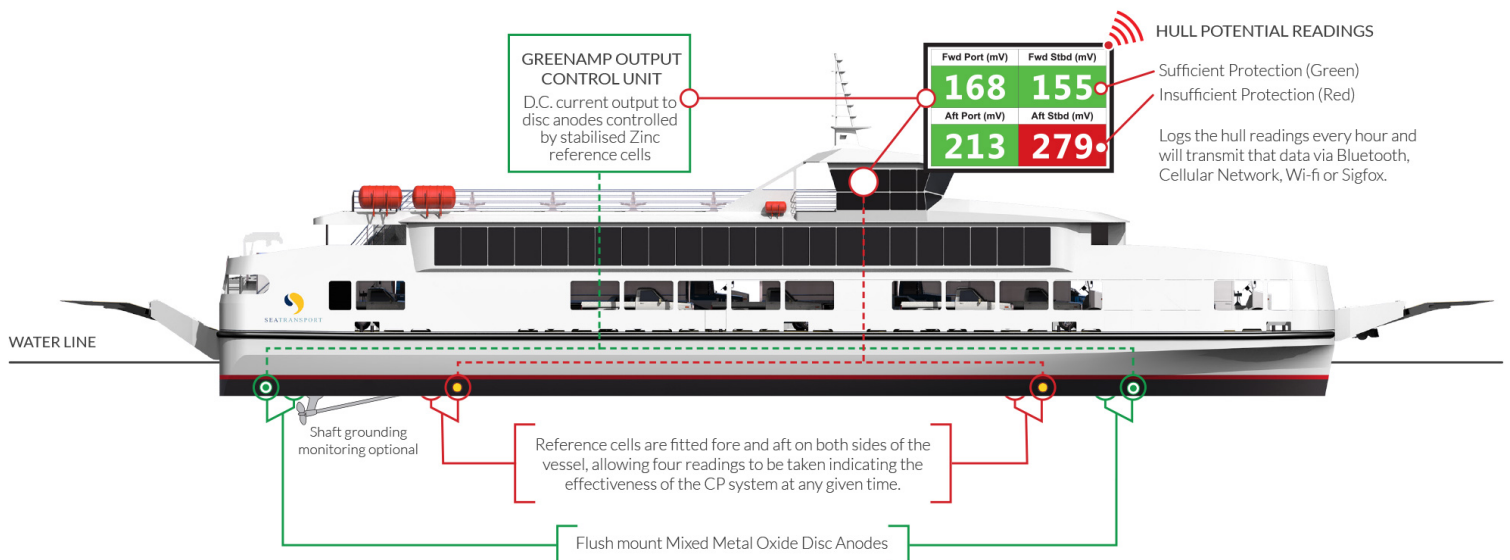 GREENAMP OUTPUT
CONTROL UNIT
D.C. current output to
disc anodes controlled
by stabilised Zinc
reference cells
Fwd Port (mV)
Fwd Stbd (mV)
168
155
Aft Port (mV)
Aft Stbd (mV)
213
279
HULL POTENTIAL READINGS
Sufficient Protection (Green)
Insufficient Protection (Red)
Logs the hull readings every hour and
will transmit that data via Bluetooth,
Cellular Network, Wi-fi or Sigfox.
SEATRANSPORT
WATER LINE
Shaft grounding
monitoring optional
Reference cells are fitted fore and aft on both sides of the
vessel, allowing four readings to be taken indicating the
effectiveness of the CP system at any given time.
Flush mount Mixed Metal Oxide Disc Anodes